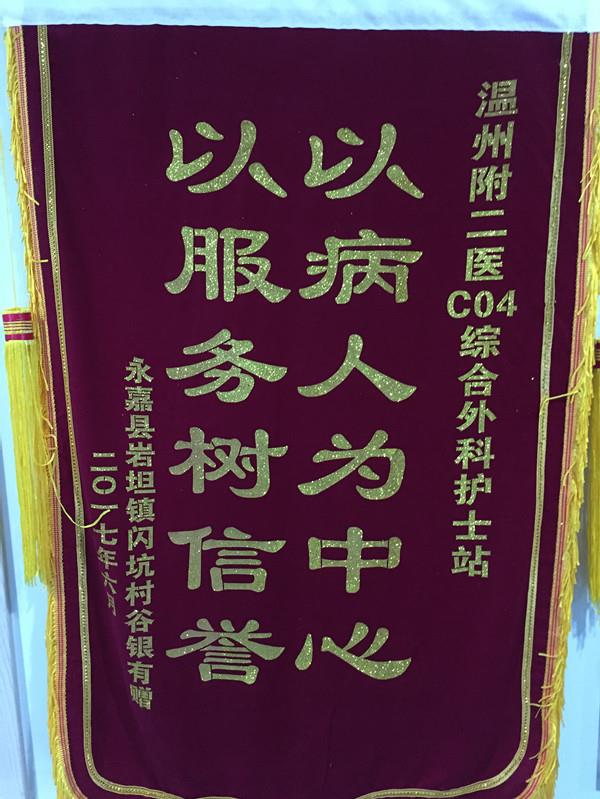 温州附二医C04综合外科护士站
以病人为中心
以服务树信誉
永嘉县岩坦镇闪坑村谷银有赠
二〇一七年六月